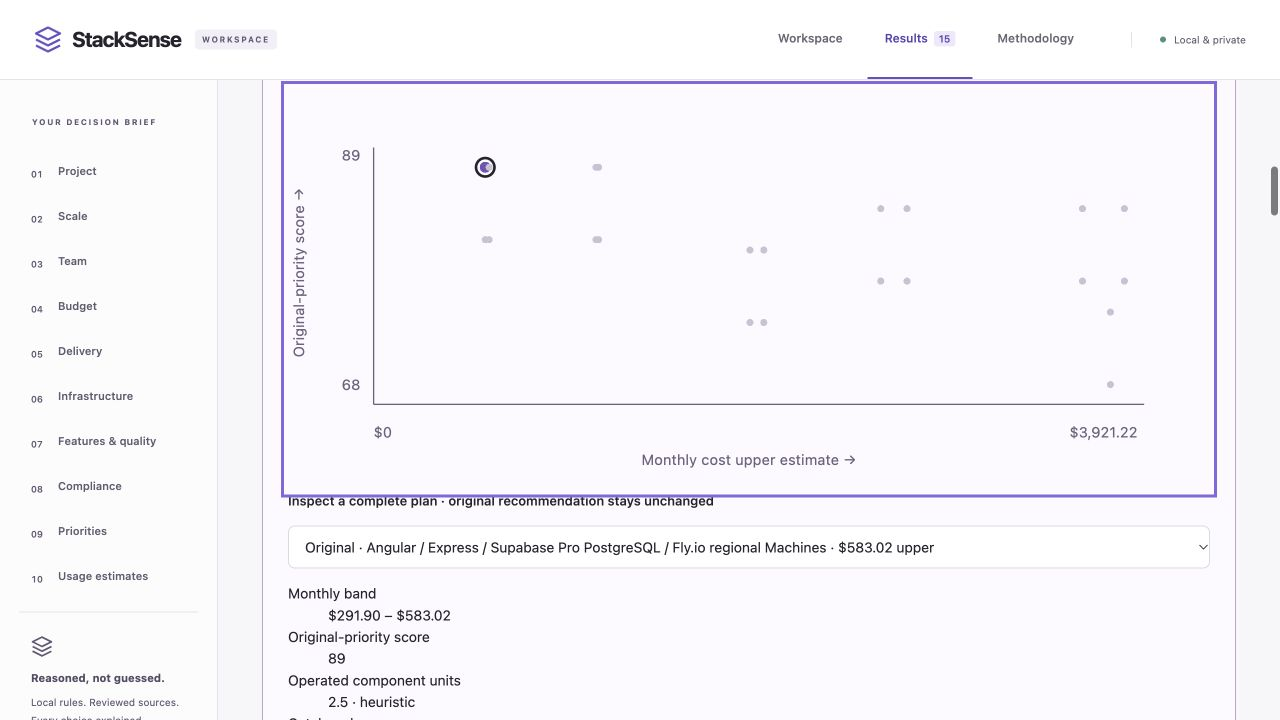 StackSense
WORKSPACE
Workspace
Results 15
Methodology
Local & private
YOUR DECISION BRIEF
01 Project
02 Scale
03 Team
04 Budget
05 Delivery
06 Infrastructure
07 Features & quality
08 Compliance
09 Priorities
10 Usage estimates
Reasoned, not guessed.
Local rules. Reviewed sources.
Every choice explained.
89
Original-priority score →
68
$0
$3,921.22
Monthly cost upper estimate →
Inspect a complete plan · original recommendation stays unchanged
Original · Angular / Express / Supabase Pro PostgreSQL / Fly.io regional Machines · $583.02 upper
Monthly band
$291.90 – $583.02
Original-priority score
89
Operated component units
2.5 · heuristic